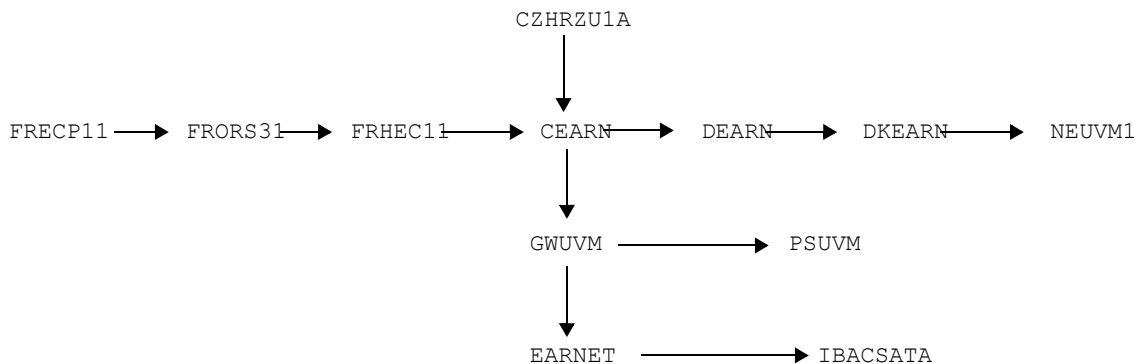 CZHRZU1A
FRECP11 FRORS31 FRHEC11 CEARN DEARN DKEARN NEUVM1
GWUVM PSUVM
EARNET IBACSATA